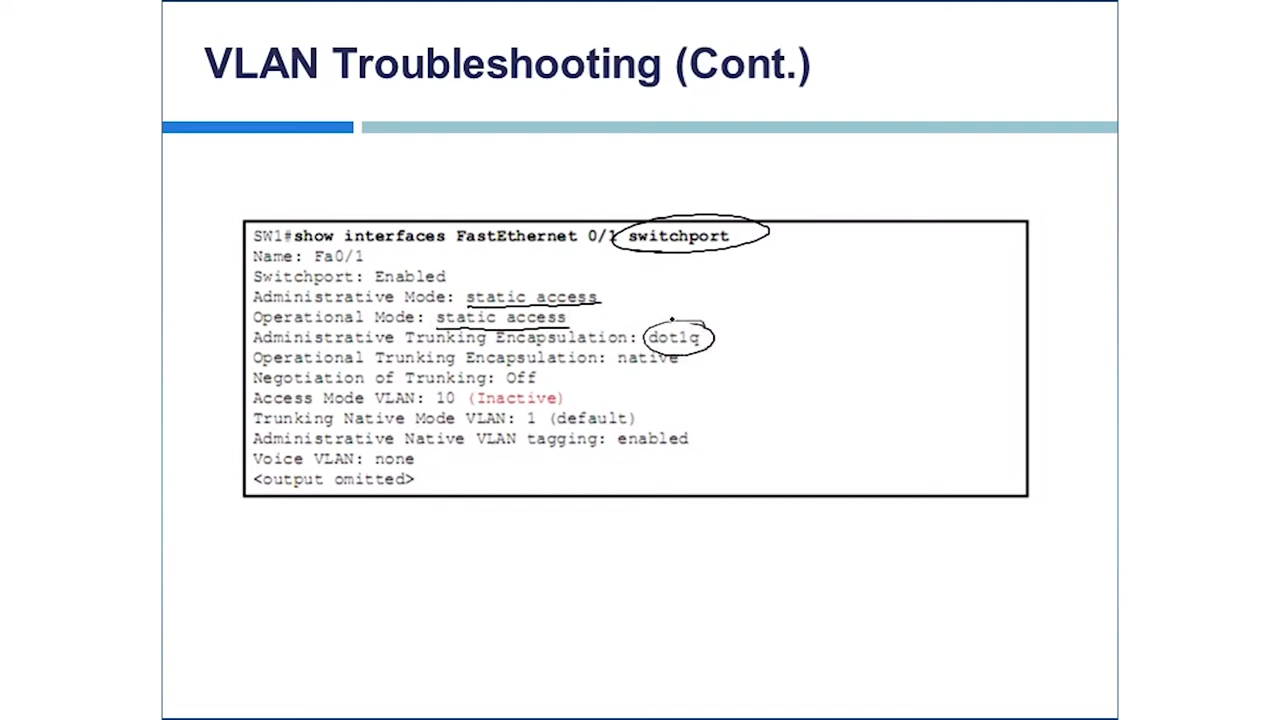 VLAN Troubleshooting (Cont.)
SW1#show interfaces FastEthernet 0/1 switchport
Name: Fa0/1
Switchport: Enabled
Administrative Mode: static access
Operational Mode: static access
Administrative Trunking Encapsulation: dot1q
Operational Trunking Encapsulation: native
Negotiation of Trunking: Off
Access Mode VLAN: 10 (Inactive)
Trunking Native Mode VLAN: 1 (default)
Administrative Native VLAN tagging: enabled
Voice VLAN: none
<output omitted>